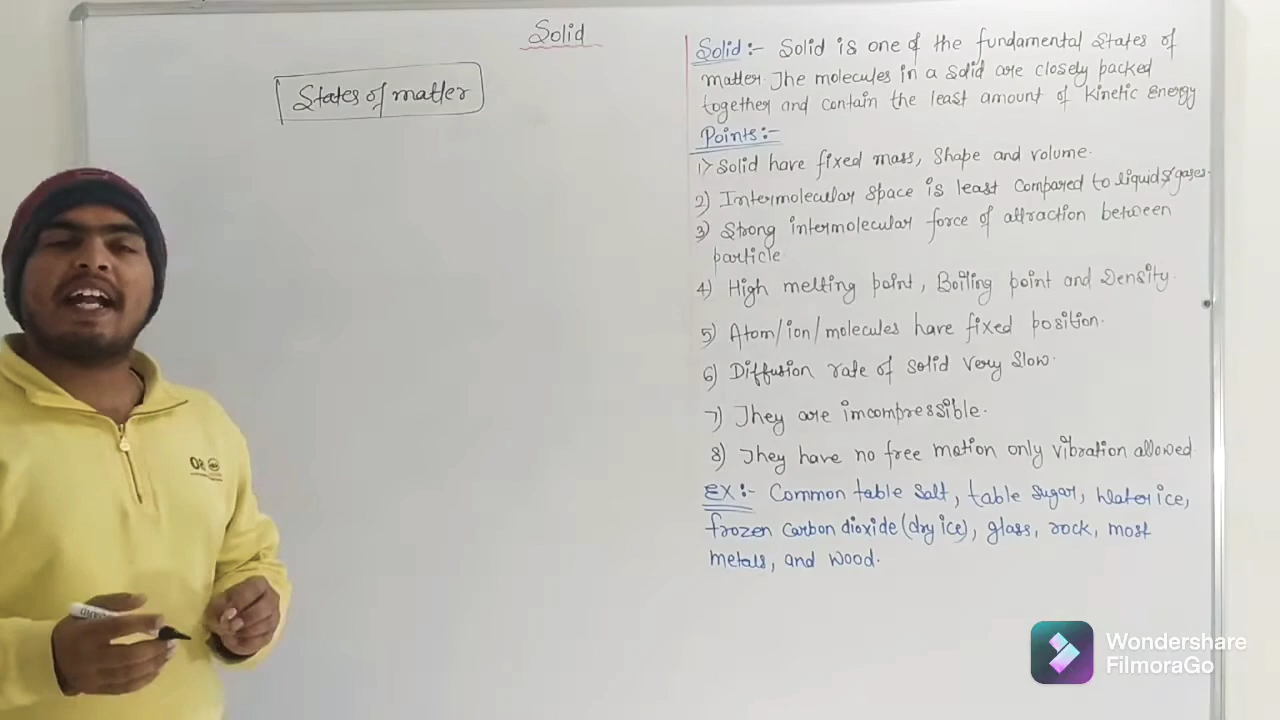 Solid
States of matter
Solid :- Solid is one of the fundamental states of
matter. The molecules in a solid are closely packed
together and contain the least amount of kinetic Energy
Points :-
1) Solid have fixed mass, shape and volume.
2) Intermolecular space is least compared to liquids/gases.
3) Strong intermolecular force of attraction between
particle
4) High melting point, Boiling point and Density.
5) Atom/ion/molecules have fixed position.
6) Diffusion rate of solid very slow.
7) They are incompressible.
8) They have no free motion only vibration allowed
EX :- Common table salt, table sugar, water ice,
frozen carbon dioxide (dry ice), glass, rock, most
metals, and wood.
Wondershare
FilmoraGo